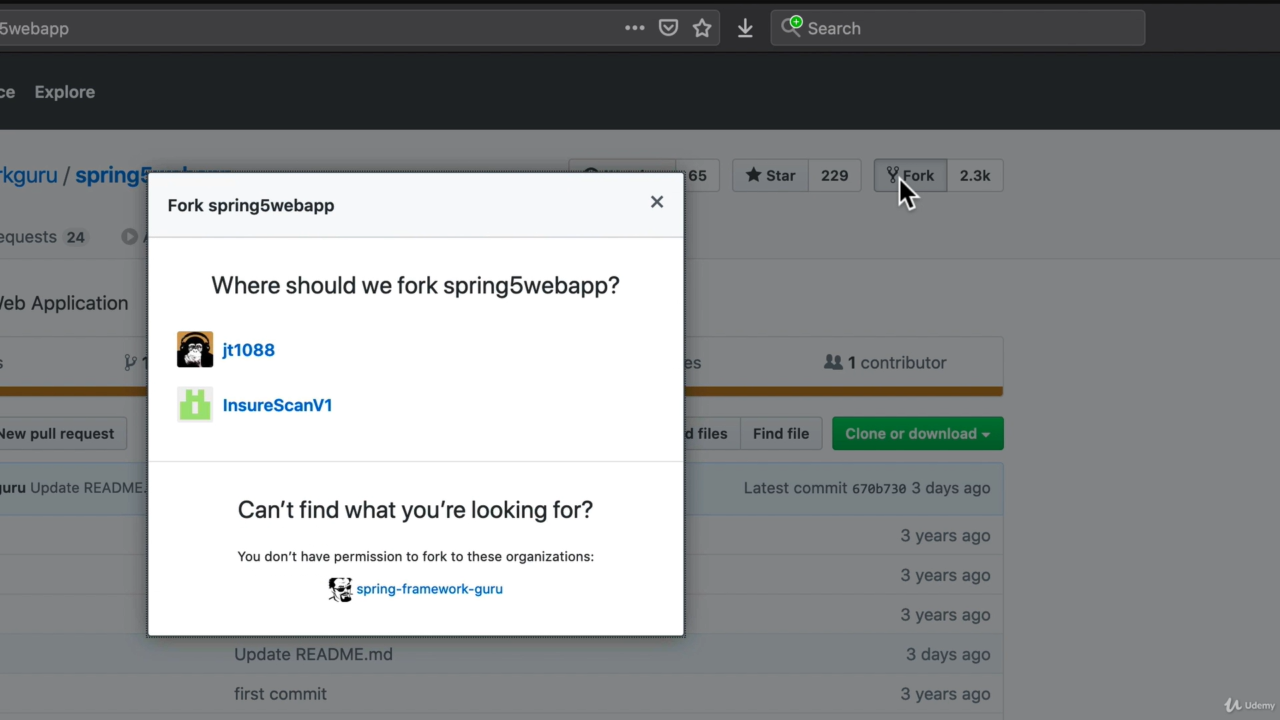 5webapp
Search
ce Explore
rkguru / spring5webapp
65
Star 229
Fork 2.3k
equests 24
Fork spring5webapp
Where should we fork spring5webapp?
jt1088
InsureScanV1
Can't find what you're looking for?
You don't have permission to fork to these organizations:
spring-framework-guru
Web Application
1 contributor
New pull request
d files
Find file
Clone or download
guru Update README.
Latest commit 670b730 3 days ago
3 years ago
3 years ago
3 years ago
Update README.md 3 days ago
first commit 3 years ago
Udemy